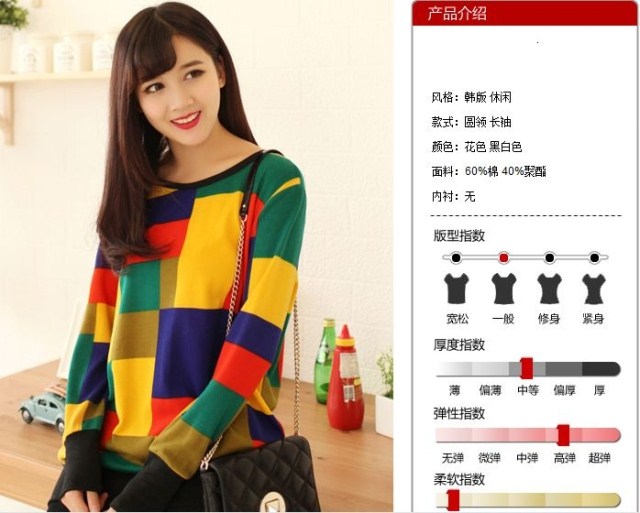 产品介绍
风格：韩版 休闲
款式：圆领 长袖
颜色：花色 黑白色
面料：60%棉 40%聚酯
内衬：无
版型指数
宽松 一般 修身 紧身
厚度指数
薄 偏薄 中等 偏厚 厚
弹性指数
无弹 微弹 中弹 高弹 超弹
柔软指数